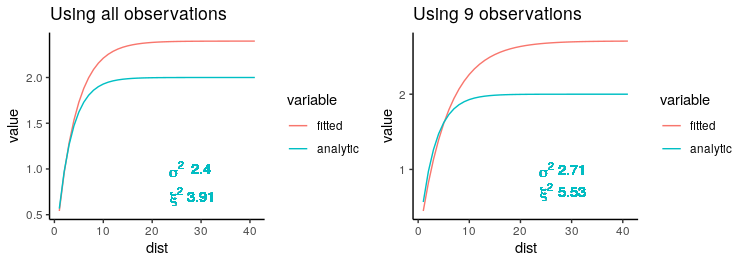 Using all observations
value
2.0
1.5
1.0
0.5
σ² 2.4
ξ² 3.91
0 10 20 30 40
dist
variable
fitted
analytic
Using 9 observations
value
2
1
σ² 2.71
ξ² 5.53
0 10 20 30 40
dist
variable
fitted
analytic